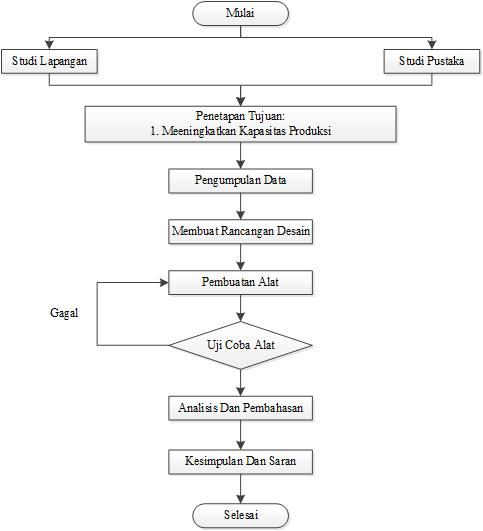 Mulai
Studi Lapangan
Studi Pustaka
Penetapan Tujuan:
1. Meeningkatkan Kapasitas Produksi
Pengumpulan Data
Membuat Rancangan Desain
Pembuatan Alat
Gagal
Uji Coba Alat
Analisis Dan Pembahasan
Kesimpulan Dan Saran
Selesai